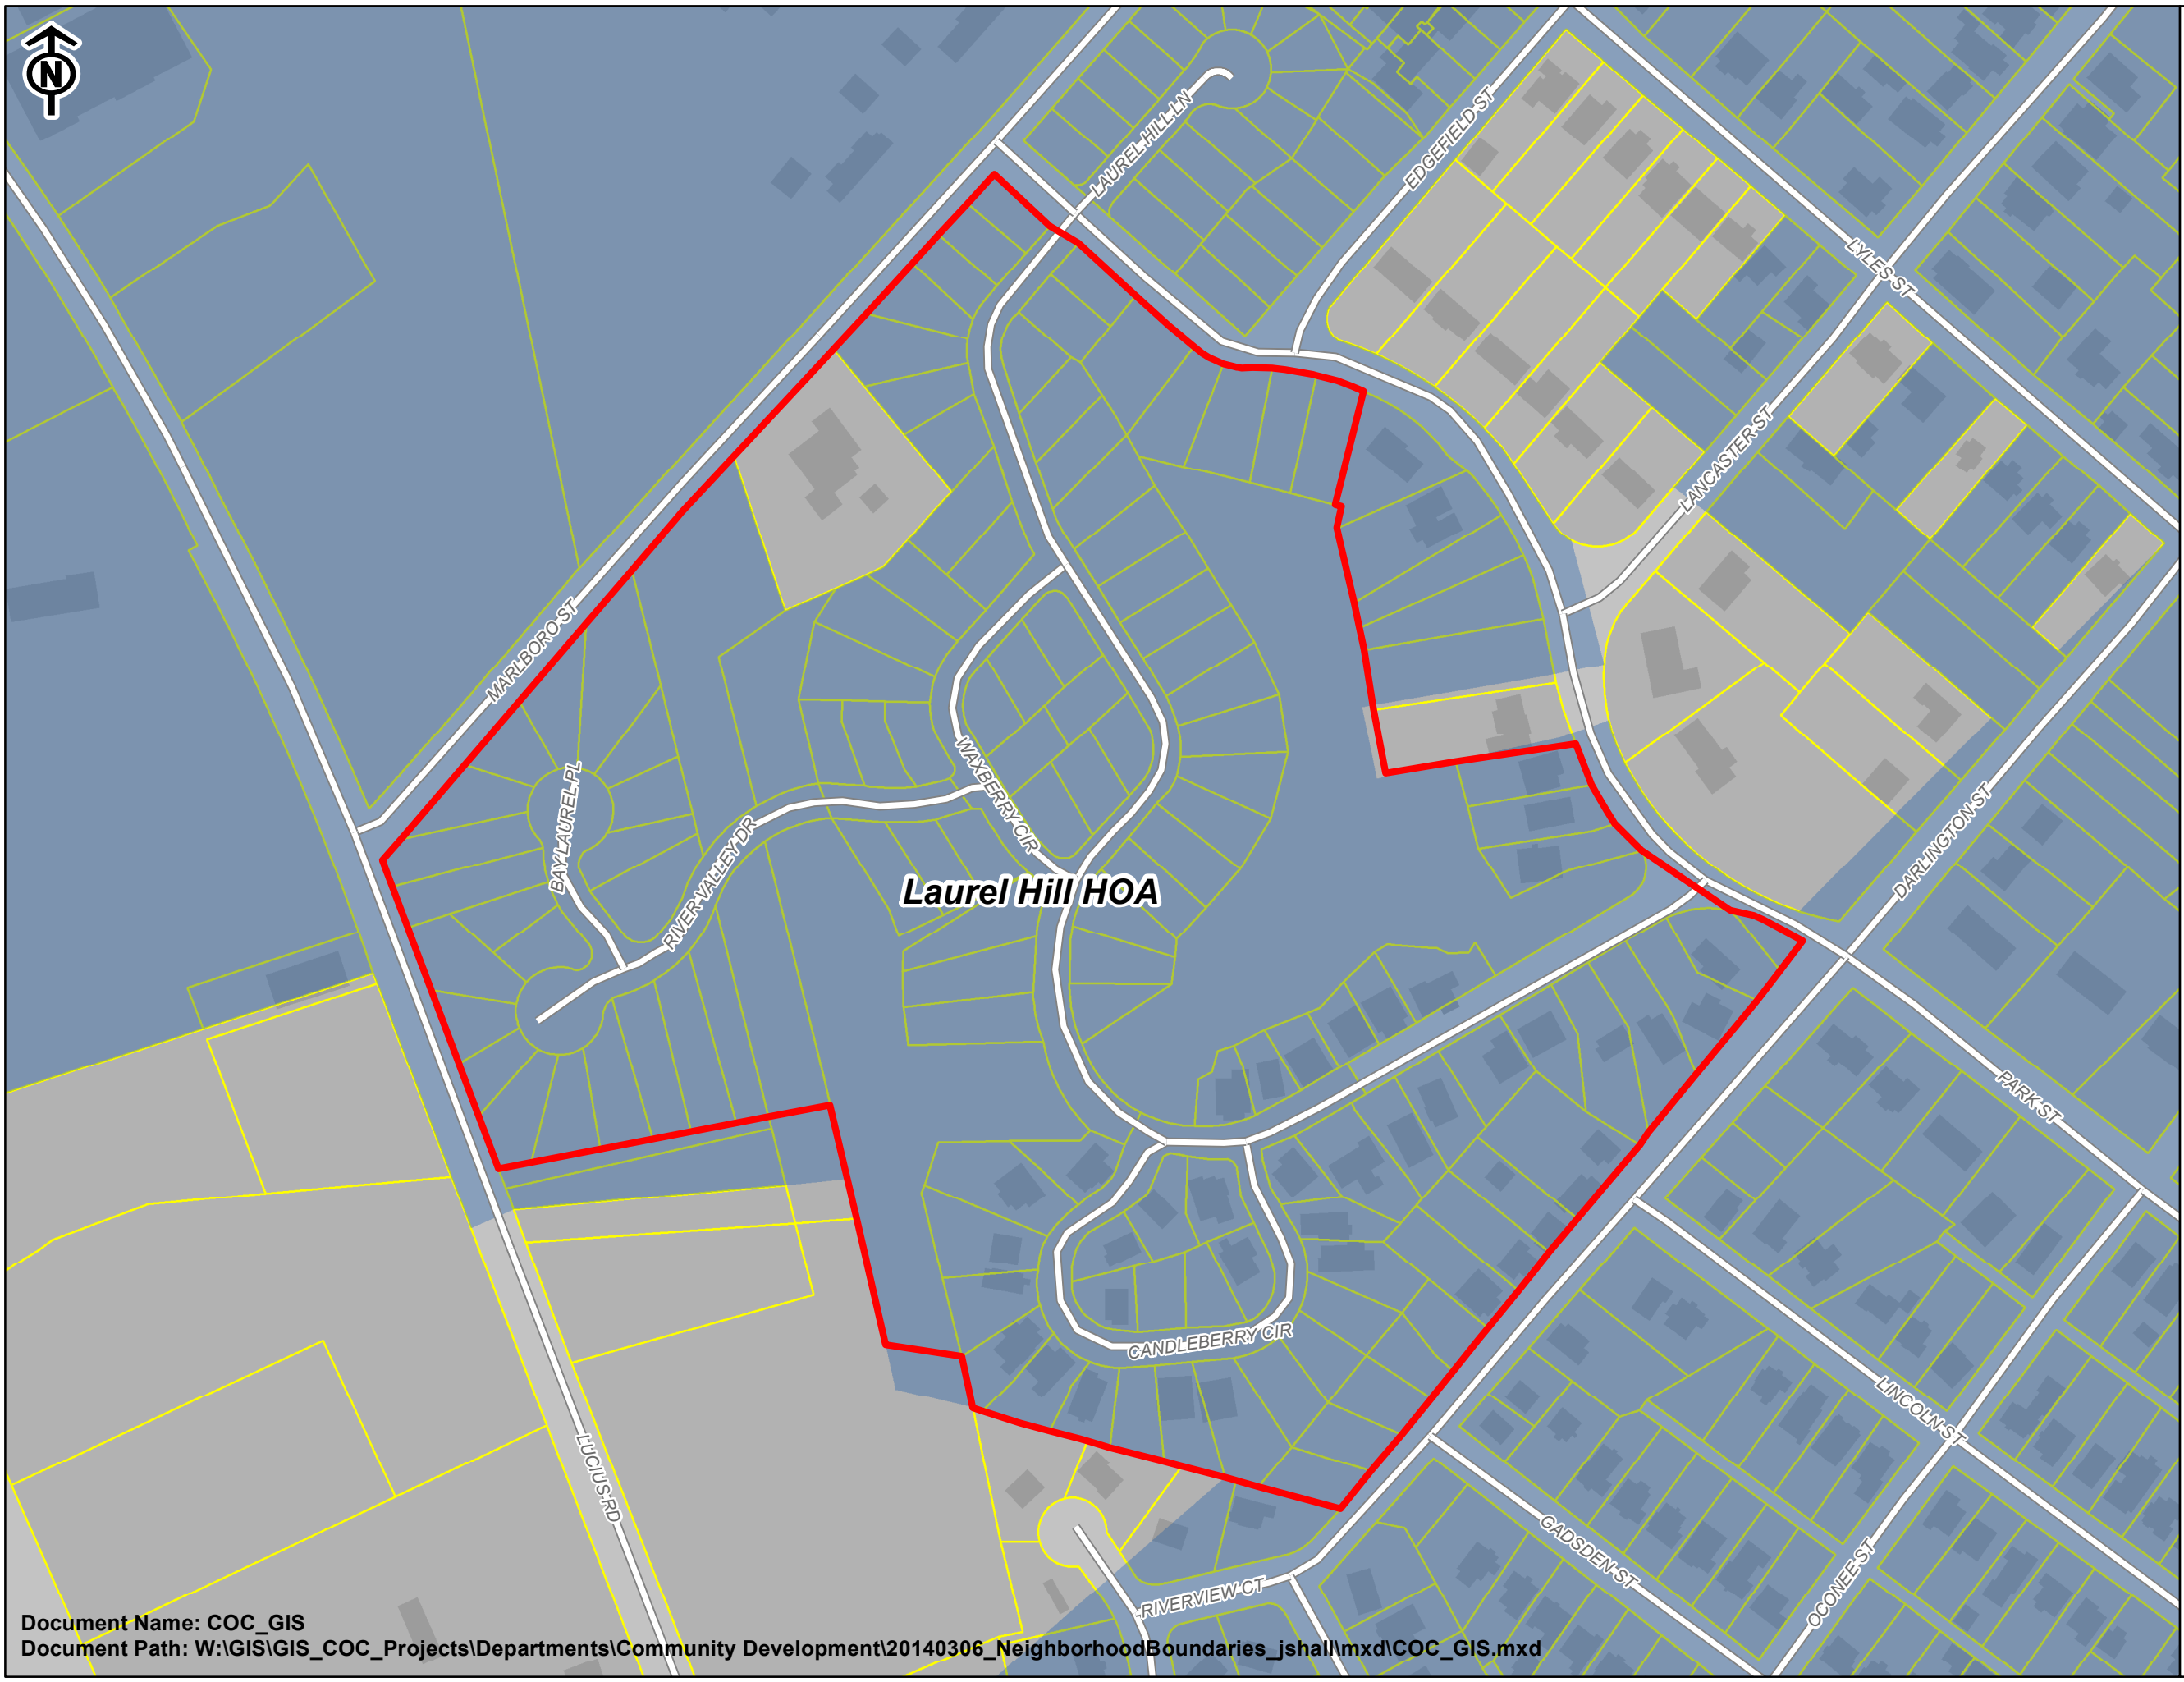 N
LAUREL HILL LN
EDGEFIELD ST
LYLES ST
LANCASTER ST
MARLBORO ST
WAXBERRY CIR
BAY LAUREL PL
RIVER VALLEY DR
DARLINGTON ST
Laurel Hill HOA
PARK ST
CANDLEBERRY CIR
LINCOLN ST
LUCIUS RD
GADSDEN ST
OCONEE ST
RIVERVIEW CT
Document Name: COC_GIS
Document Path: W:\GIS\GIS_COC_Projects\Departments\Community Development\20140306_NeighborhoodBoundaries_jshall\mxd\COC_GIS.mxd